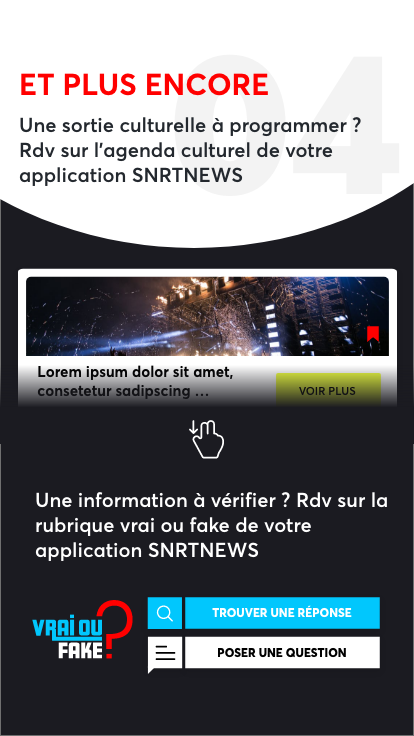 04
ET PLUS ENCORE
Une sortie culturelle à programmer ?
Rdv sur l'agenda culturel de votre
application SNRTNEWS
Lorem ipsum dolor sit amet,
consetetur sadipscing ...
VOIR PLUS
Une information à vérifier ? Rdv sur la
rubrique vrai ou fake de votre
application SNRTNEWS
VRAI OU
FAKE ?
TROUVER UNE RÉPONSE
POSER UNE QUESTION